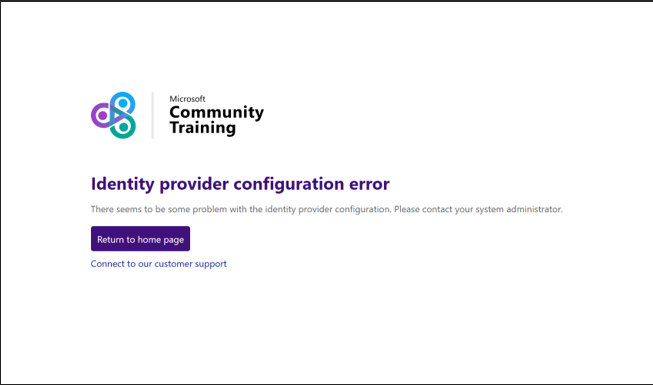 Microsoft
Community
Training
Identity provider configuration error
There seems to be some problem with the identity provider configuration. Please contact your system administrator.
Return to home page
Connect to our customer support